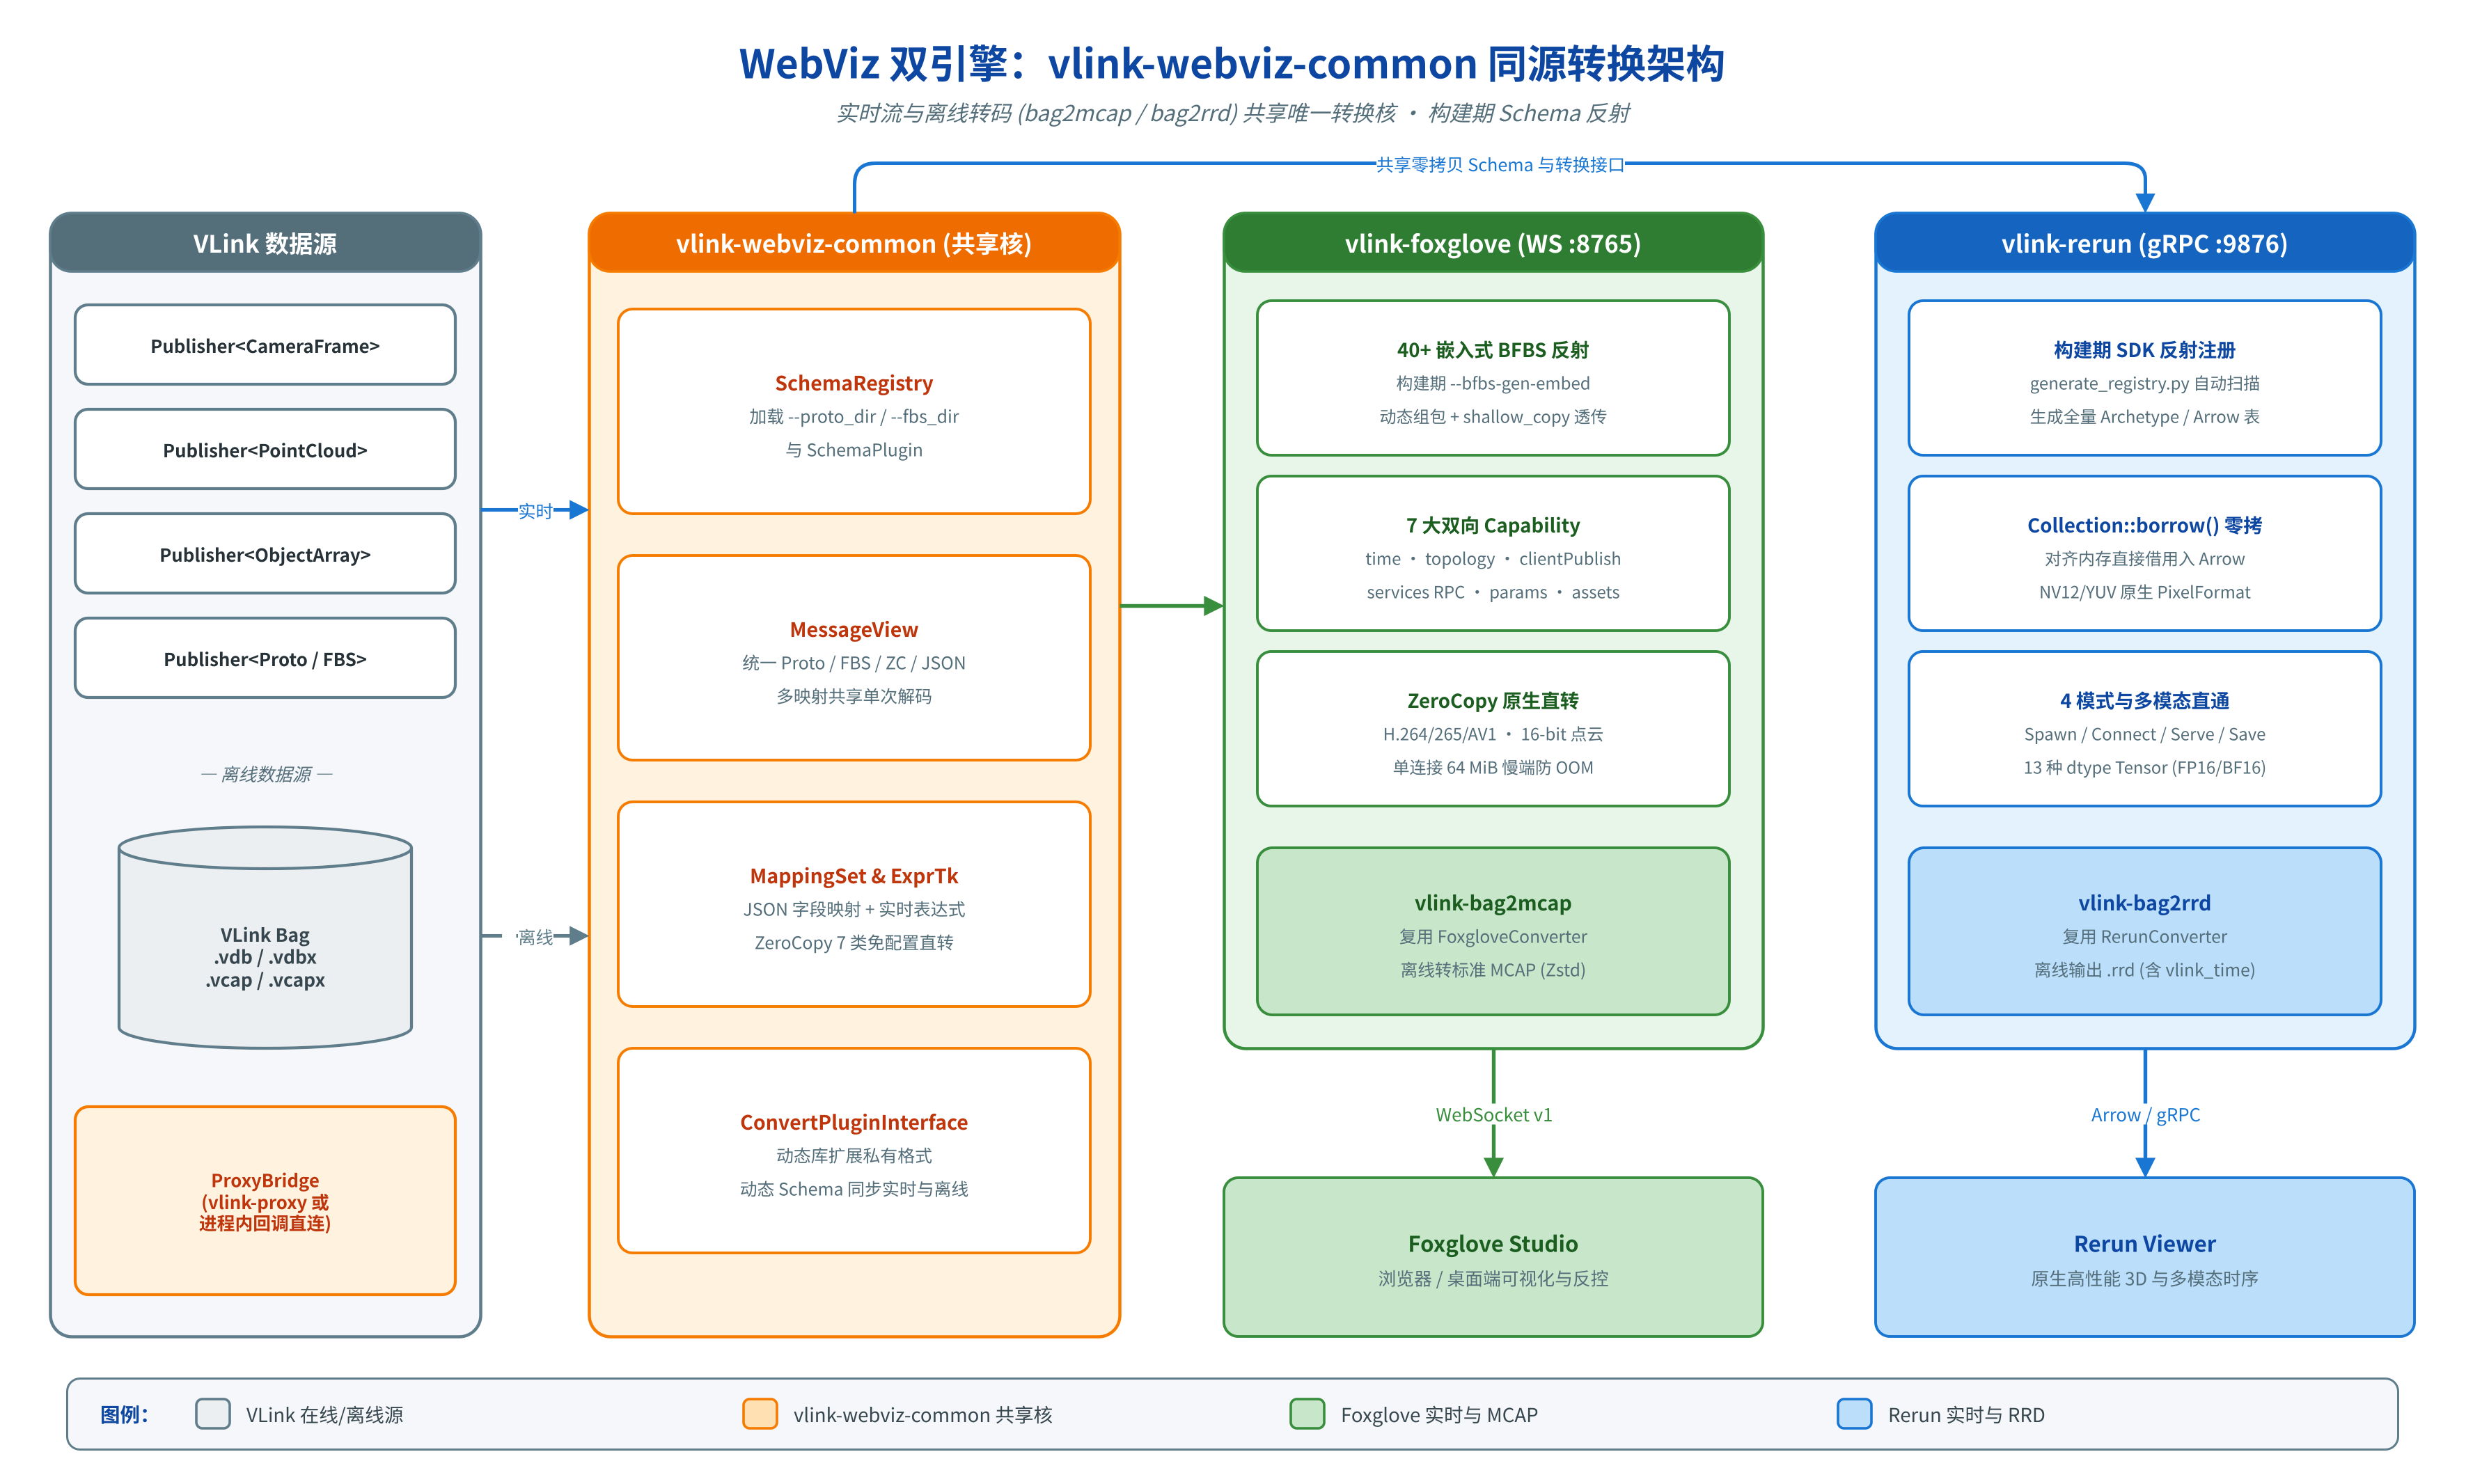 WebViz 双引擎：vlink-webviz-common 同源转换架构
实时流与离线转码 (bag2mcap / bag2rrd) 共享唯一转换核 • 构建期 Schema 反射
共享零拷贝 Schema 与转换接口
VLink 数据源
Publisher<CameraFrame>
Publisher<PointCloud>
Publisher<ObjectArray>
Publisher<Proto / FBS>
— 离线数据源 —
VLink Bag
.vdb / .vdbx
.vcap / .vcapx
ProxyBridge
(vlink-proxy 或
进程内回调直连)
实时
离线
vlink-webviz-common (共享核)
SchemaRegistry
加载 --proto_dir / --fbs_dir
与 SchemaPlugin
MessageView
统一 Proto / FBS / ZC / JSON
多映射共享单次解码
MappingSet & ExprTk
JSON 字段映射 + 实时表达式
ZeroCopy 7 类免配置直转
ConvertPluginInterface
动态库扩展私有格式
动态 Schema 同步实时与离线
vlink-foxglove (WS :8765)
40+ 嵌入式 BFBS 反射
构建期 --bfbs-gen-embed
动态组包 + shallow_copy 透传
7 大双向 Capability
time • topology • clientPublish
services RPC • params • assets
ZeroCopy 原生直转
H.264/265/AV1 • 16-bit 点云
单连接 64 MiB 慢端防 OOM
vlink-bag2mcap
复用 FoxgloveConverter
离线转标准 MCAP (Zstd)
WebSocket v1
Foxglove Studio
浏览器 / 桌面端可视化与反控
vlink-rerun (gRPC :9876)
构建期 SDK 反射注册
generate_registry.py 自动扫描
生成全量 Archetype / Arrow 表
Collection::borrow() 零拷
对齐内存直接借用入 Arrow
NV12/YUV 原生 PixelFormat
4 模式与多模态直通
Spawn / Connect / Serve / Save
13 种 dtype Tensor (FP16/BF16)
vlink-bag2rrd
复用 RerunConverter
离线输出 .rrd (含 vlink_time)
Arrow / gRPC
Rerun Viewer
原生高性能 3D 与多模态时序
图例：
VLink 在线/离线源
vlink-webviz-common 共享核
Foxglove 实时与 MCAP
Rerun 实时与 RRD